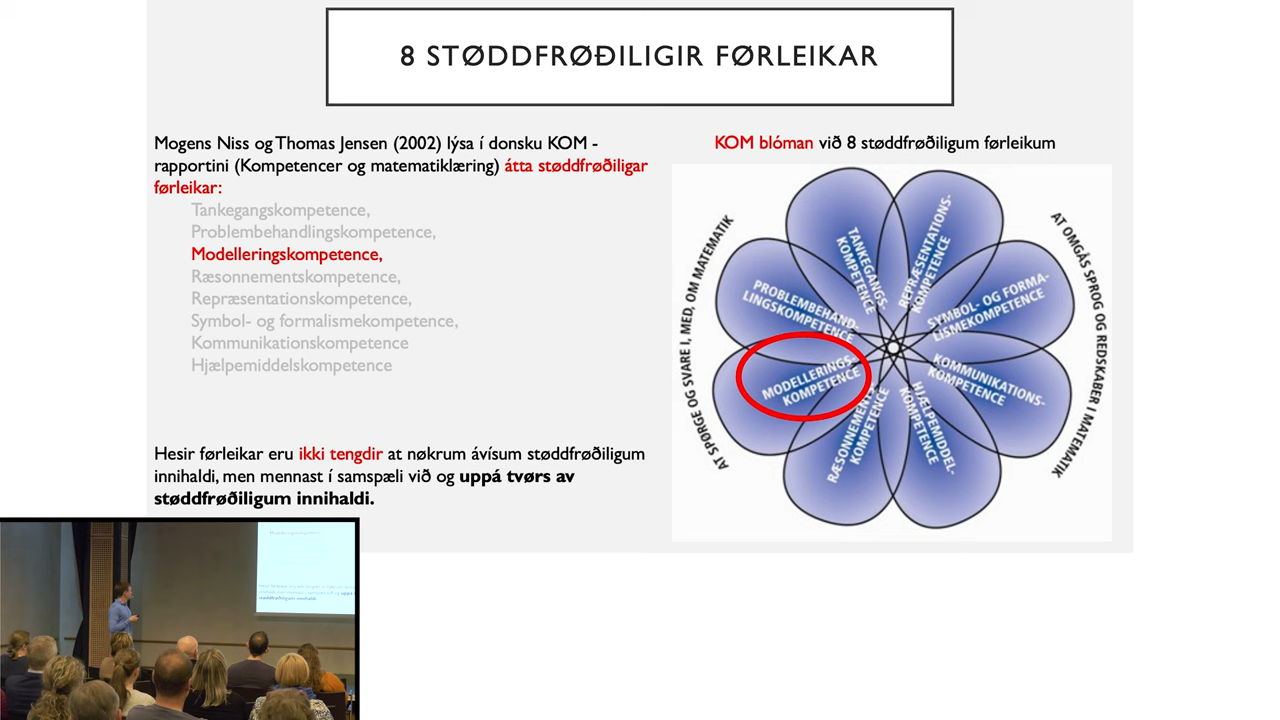 8 STØDDFRØÐILIGIR FØRLEIKAR
Mogens Niss og Thomas Jensen (2002) lýsa í donsku KOM -
rapportini (Kompetencer og matematiklæring) átta støddfrøðiligar
førleikar:
Tankegangskompetence,
Problembehandlingskompetence,
Modelleringskompetence,
Ræsonnementskompetence,
Repræsentationskompetence,
Symbol- og formalismekompetence,
Kommunikationskompetence
Hjælpemiddelskompetence
Hesir førleikar eru ikki tengdir at nøkrum ávísum støddfrøðiligum
innihaldi, men mennast í samspæli við og uppá tvørs av
støddfrøðiligum innihaldi.
KOM blóman við 8 støddfrøðiligum førleikum
AT SPØRGE OG SVARE I, MED, OM MATEMATIK
AT OMGÅS SPROG OG REDSKABER I MATEMATIK
TANKEGANGS-
KOMPETENCE
REPRÆSENTATIONS-
KOMPETENCE
PROBLEMBEHAND-
LINGSKOMPETENCE
SYMBOL- OG FORMA-
LISMEKOMPETENCE
MODELLERINGS-
KOMPETENCE
KOMMUNIKATIONS-
KOMPETENCE
RÆSONNEMENTS-
KOMPETENCE
HJÆLPEMIDDEL-
KOMPETENCE